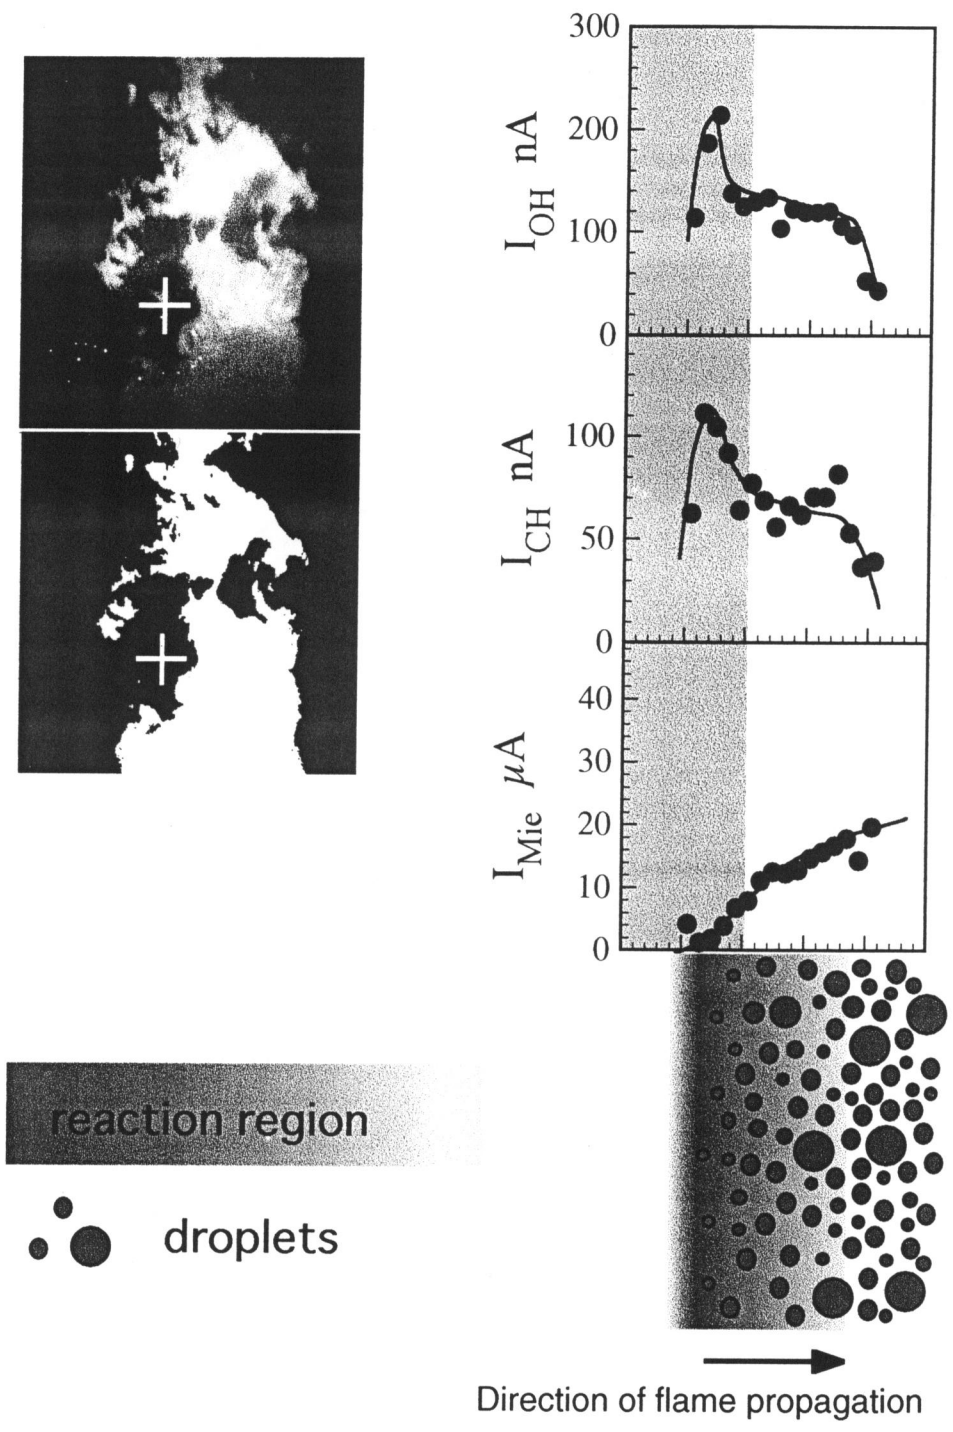 300
200
100
0
I_OH nA
100
50
0
I_CH nA
40
30
20
10
0
I_Mie μA
reaction region
droplets
Direction of flame propagation